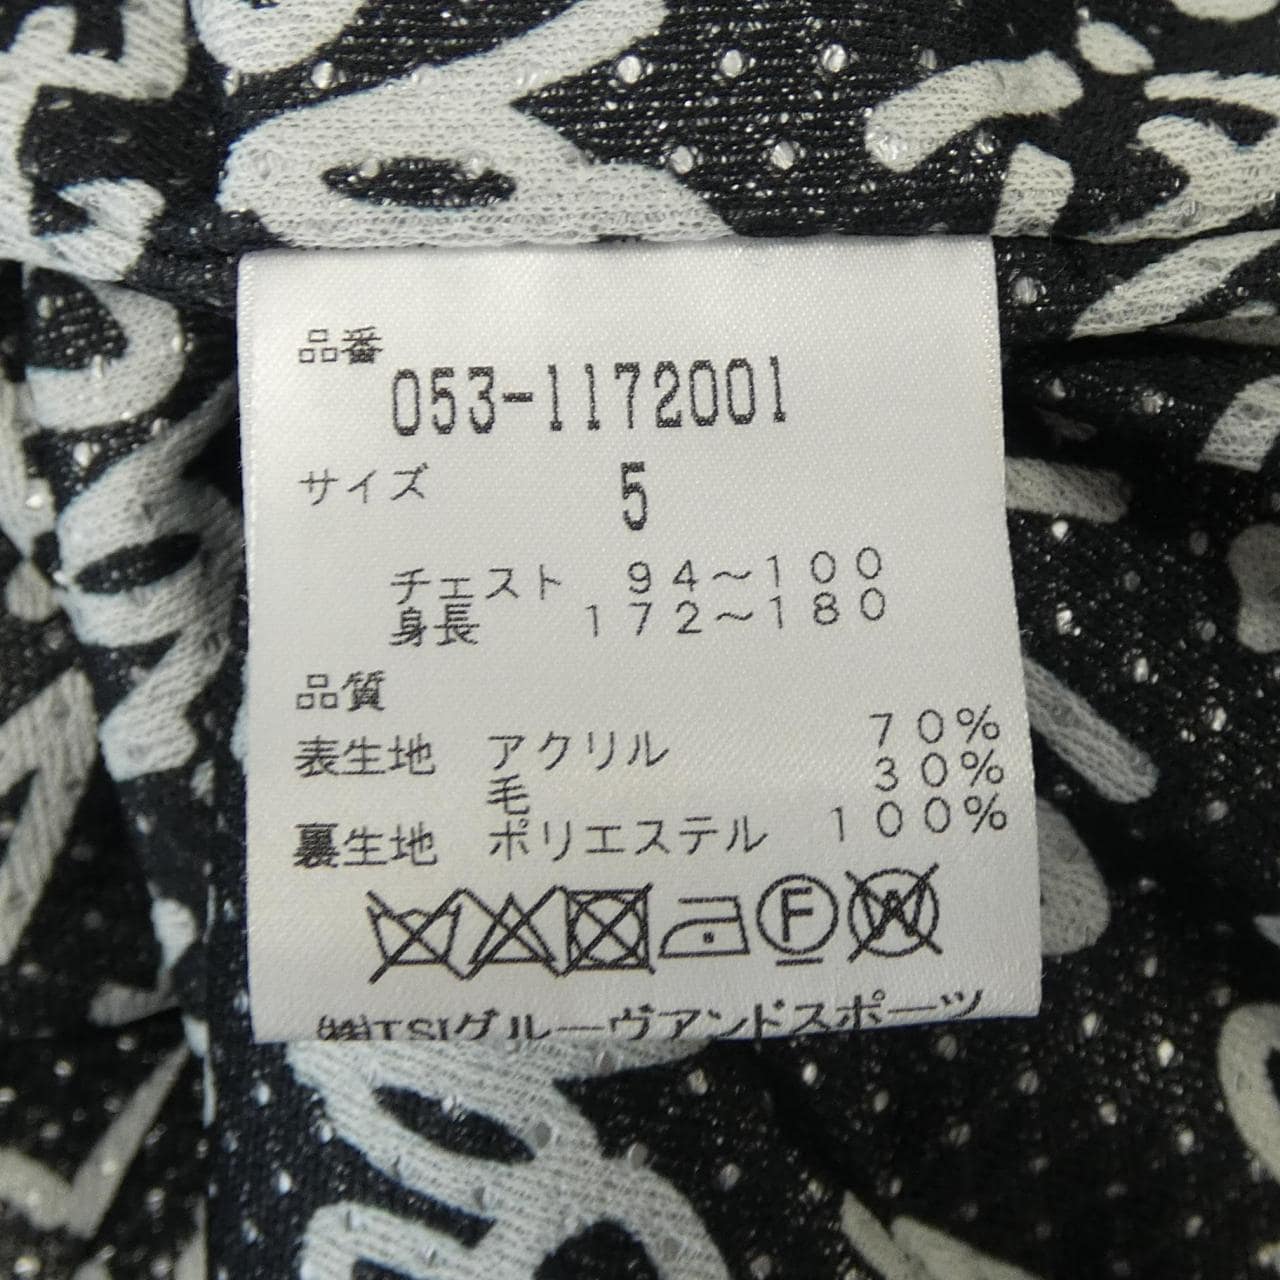 品番
053-1172001
サイズ 5
チェスト 94～100
身長 172～180
品質
表生地 アクリル 70%
毛 30%
裏生地 ポリエステル 100%
F W
㈱TSIグルーヴアンドスポーツ